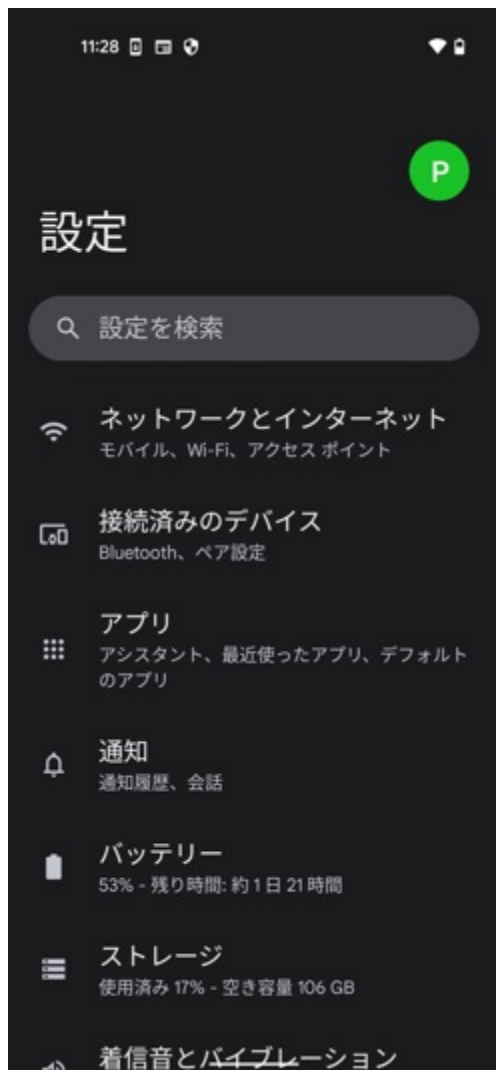 11:28
P
設定
設定を検索
ネットワークとインターネット
モバイル、Wi-Fi、アクセス ポイント
接続済みのデバイス
Bluetooth、ペア設定
アプリ
アシスタント、最近使ったアプリ、デフォルト
のアプリ
通知
通知履歴、会話
バッテリー
53% - 残り時間: 約 1 日 21 時間
ストレージ
使用済み 17% - 空き容量 106 GB
着信音とバイブレーション